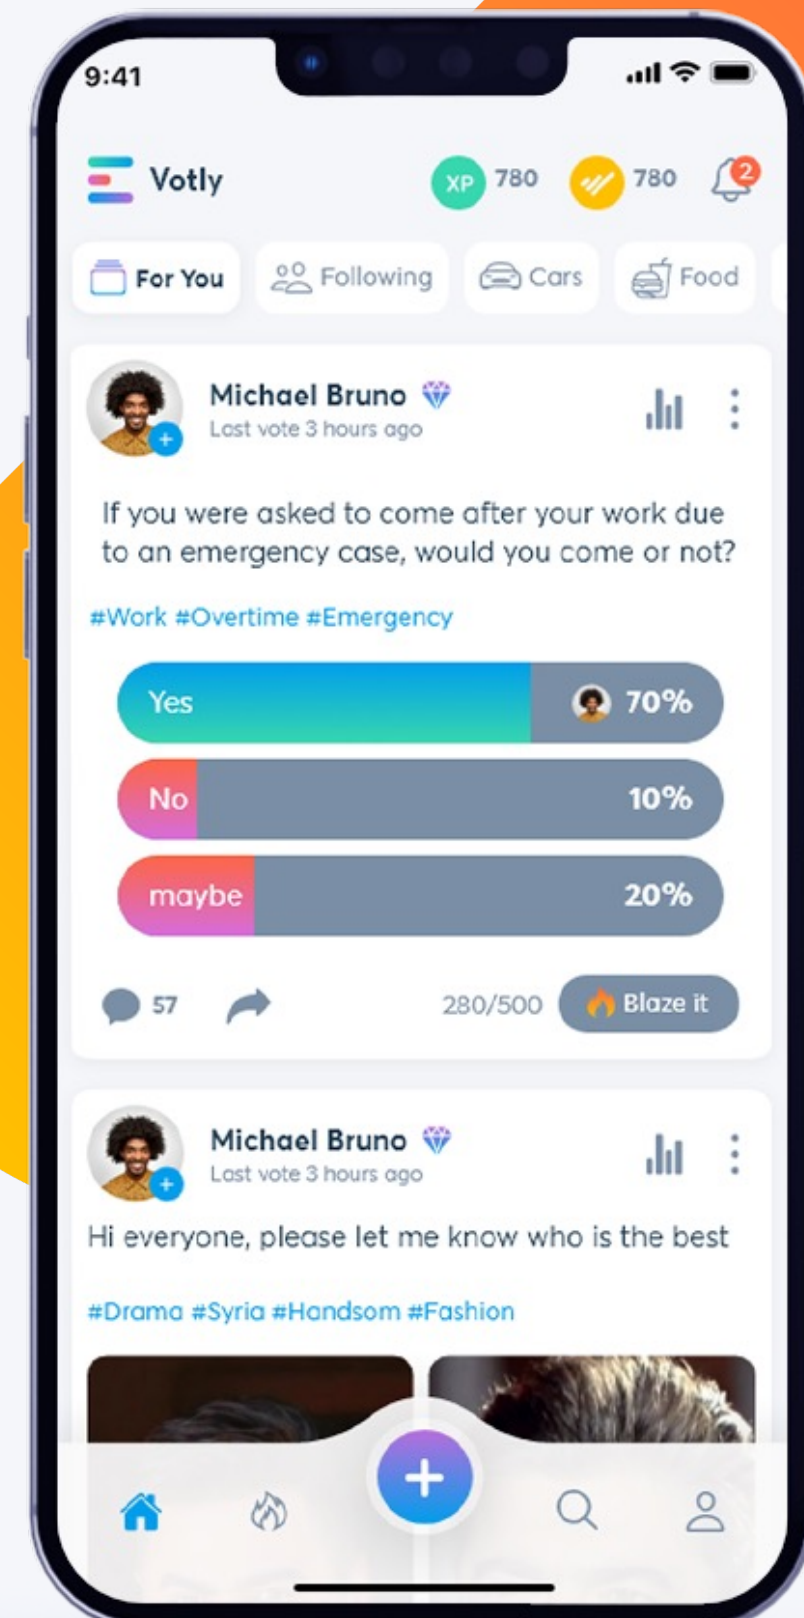 9:41
Votly
XP 780 780 2
For You Following Cars Food
Michael Bruno
Last vote 3 hours ago
If you were asked to come after your work due
to an emergency case, would you come or not?
#Work #Overtime #Emergency
Yes 70%
No 10%
maybe 20%
57 280/500 Blaze it
Michael Bruno
Last vote 3 hours ago
Hi everyone, please let me know who is the best
#Drama #Syria #Handsom #Fashion